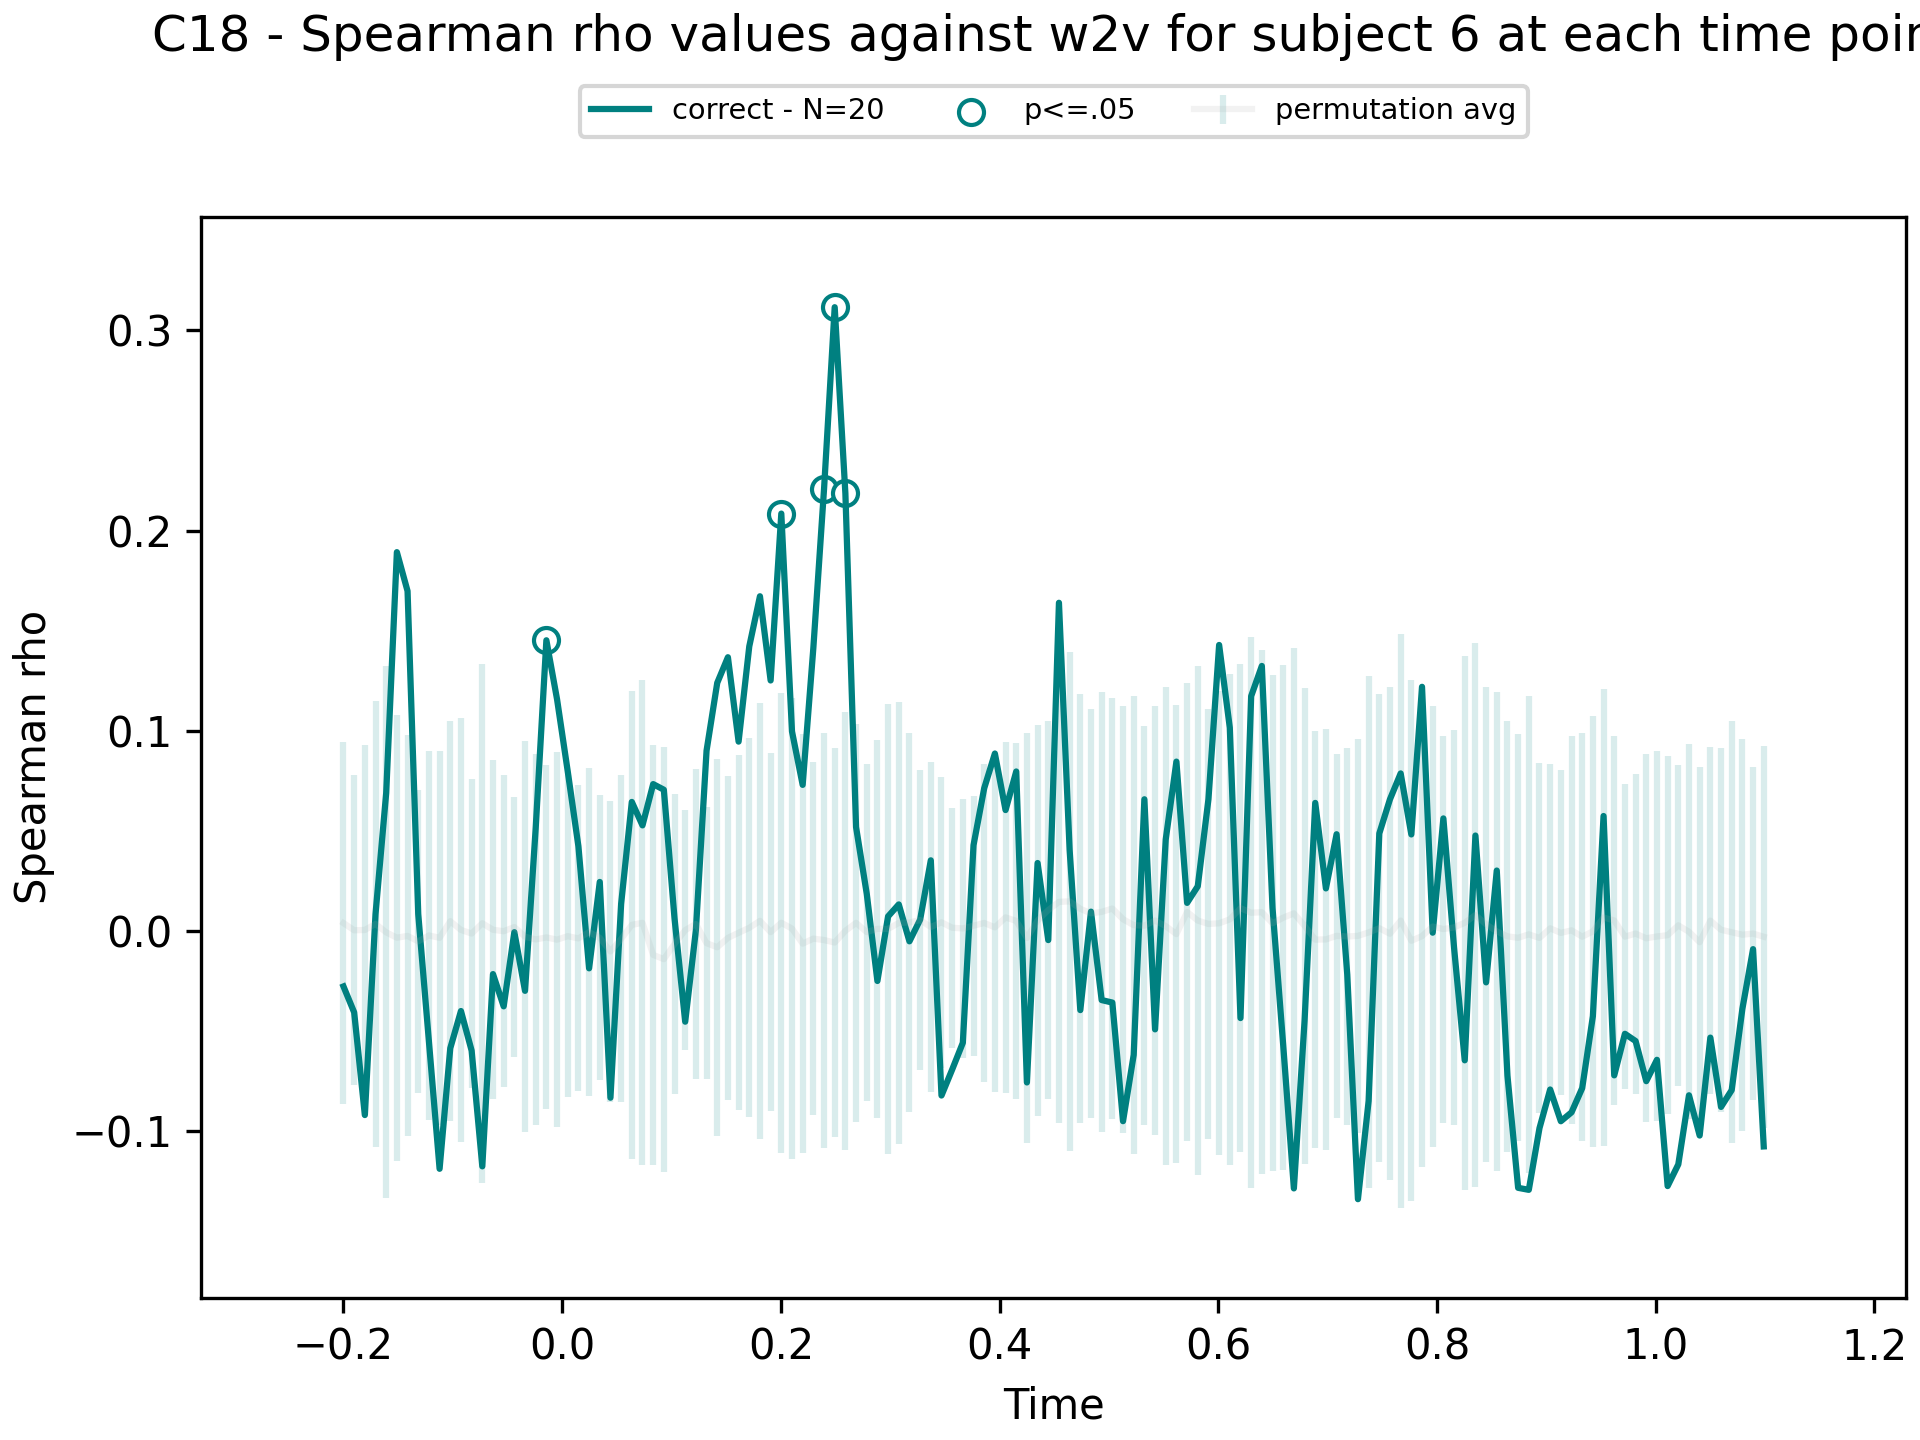 C18 - Spearman rho values against w2v for subject 6 at each time poin
correct - N=20 p<=.05 permutation avg
Spearman rho
0.3
0.2
0.1
0.0
−0.1
−0.2 0.0 0.2 0.4 0.6 0.8 1.0 1.2
Time